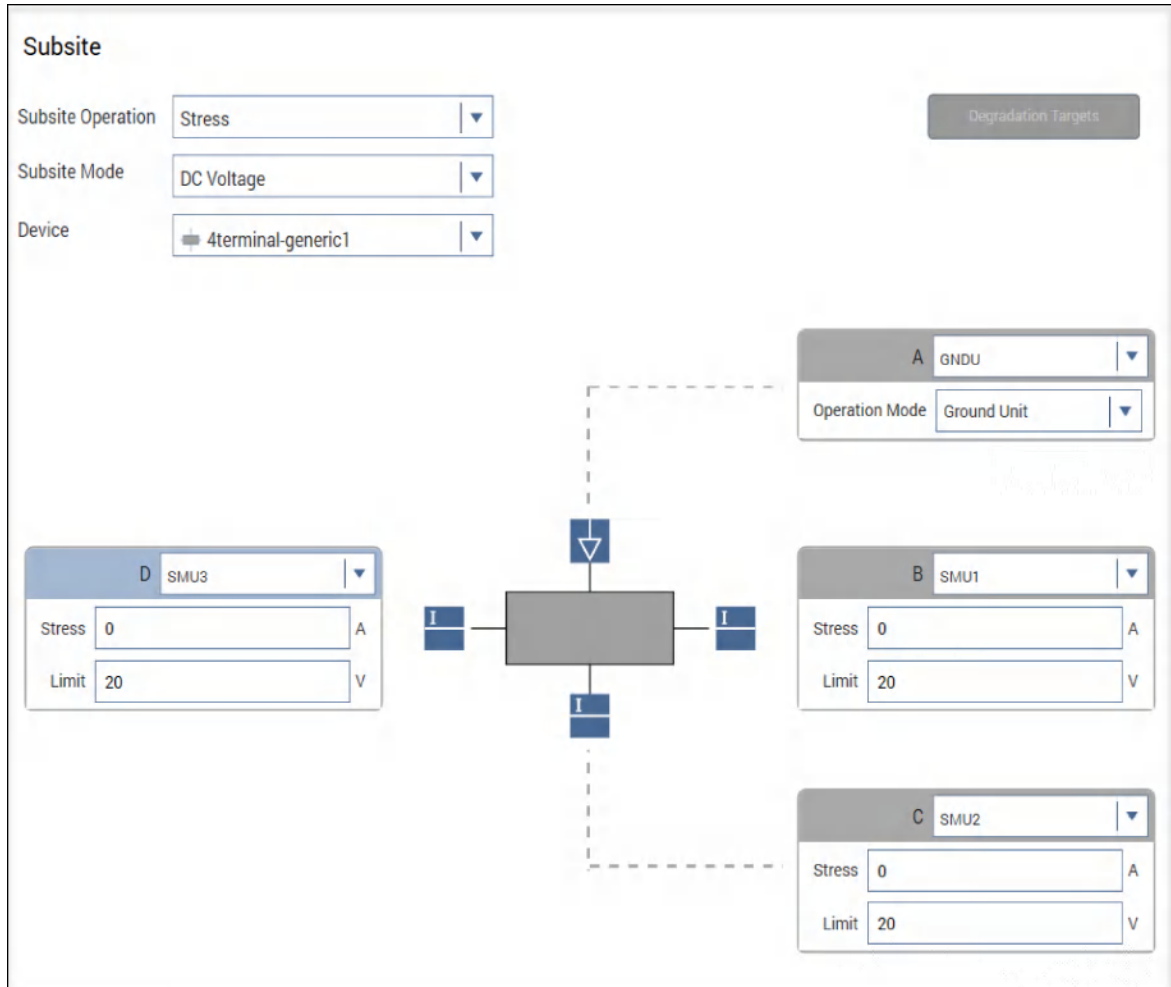 Subsite
Subsite Operation Stress
Degradation Targets
Subsite Mode DC Voltage
Device 4terminal-generic1
A GNDU
Operation Mode Ground Unit
D SMU3
Stress 0 A
Limit 20 V
I
I
I
B SMU1
Stress 0 A
Limit 20 V
C SMU2
Stress 0 A
Limit 20 V